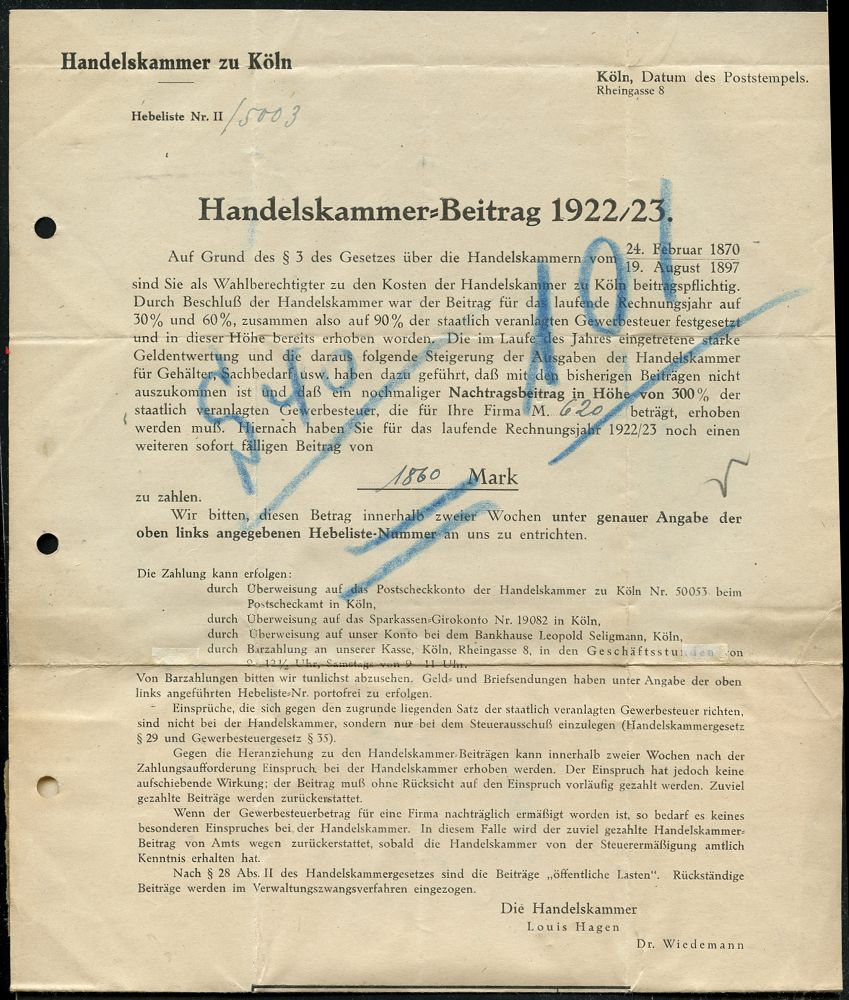 Handelskammer zu Köln
Köln, Datum des Poststempels.
Rheingasse 8
Hebeliste Nr. II /5003
Handelskammer-Beitrag 1922/23.
Auf Grund des § 3 des Gesetzes über die Handelskammern vom 24. Februar 1870
19. August 1897
sind Sie als Wahlberechtigter zu den Kosten der Handelskammer zu Köln beitragspflichtig.
Durch Beschluß der Handelskammer war der Beitrag für das laufende Rechnungsjahr auf
30% und 60%, zusammen also auf 90% der staatlich veranlagten Gewerbesteuer festgesetzt
und in dieser Höhe bereits erhoben worden. Die im Laufe des Jahres eingetretene starke
Geldentwertung und die daraus folgende Steigerung der Ausgaben der Handelskammer
für Gehälter, Sachbedarf usw. haben dazu geführt, daß mit den bisherigen Beiträgen nicht
auszukommen ist und daß ein nochmaliger Nachtragsbeitrag in Höhe von 300% der
staatlich veranlagten Gewerbesteuer, die für Ihre Firma M. 620 beträgt, erhoben
werden muß. Hiernach haben Sie für das laufende Rechnungsjahr 1922/23 noch einen
weiteren sofort fälligen Beitrag von
1860 Mark
zu zahlen.
Wir bitten, diesen Betrag innerhalb zweier Wochen unter genauer Angabe der
oben links angegebenen Hebeliste-Nummer an uns zu entrichten.
Die Zahlung kann erfolgen:
durch Überweisung auf das Postscheckkonto der Handelskammer zu Köln Nr. 50053 beim
Postscheckamt in Köln,
durch Überweisung auf das Sparkassen-Girokonto Nr. 19082 in Köln,
durch Überweisung auf unser Konto bei dem Bankhause Leopold Seligmann, Köln,
durch Barzahlung an unserer Kasse, Köln, Rheingasse 8, in den Geschäftsstunden von
9–12½ Uhr, Samstags von 9–11 Uhr.
Von Barzahlungen bitten wir tunlichst abzusehen. Geld- und Briefsendungen haben unter Angabe der oben
links angeführten Hebeliste-Nr. portofrei zu erfolgen.
Einsprüche, die sich gegen den zugrunde liegenden Satz der staatlich veranlagten Gewerbesteuer richten,
sind nicht bei der Handelskammer, sondern nur bei dem Steuerausschuß einzulegen (Handelskammergesetz
§ 29 und Gewerbesteuergesetz § 35).
Gegen die Heranziehung zu den Handelskammer-Beiträgen kann innerhalb zweier Wochen nach der
Zahlungsaufforderung Einspruch bei der Handelskammer erhoben werden. Der Einspruch hat jedoch keine
aufschiebende Wirkung; der Beitrag muß ohne Rücksicht auf den Einspruch vorläufig gezahlt werden. Zuviel
gezahlte Beiträge werden zurückerstattet.
Wenn der Gewerbesteuerbetrag für eine Firma nachträglich ermäßigt worden ist, so bedarf es keines
besonderen Einspruches bei der Handelskammer. In diesem Falle wird der zuviel gezahlte Handelskammer-
Beitrag von Amts wegen zurückerstattet, sobald die Handelskammer von der Steuerermäßigung amtlich
Kenntnis erhalten hat.
Nach § 28 Abs. II des Handelskammergesetzes sind die Beiträge „öffentliche Lasten“. Rückständige
Beiträge werden im Verwaltungszwangsverfahren eingezogen.
Die Handelskammer
Louis Hagen
Dr. Wiedemann